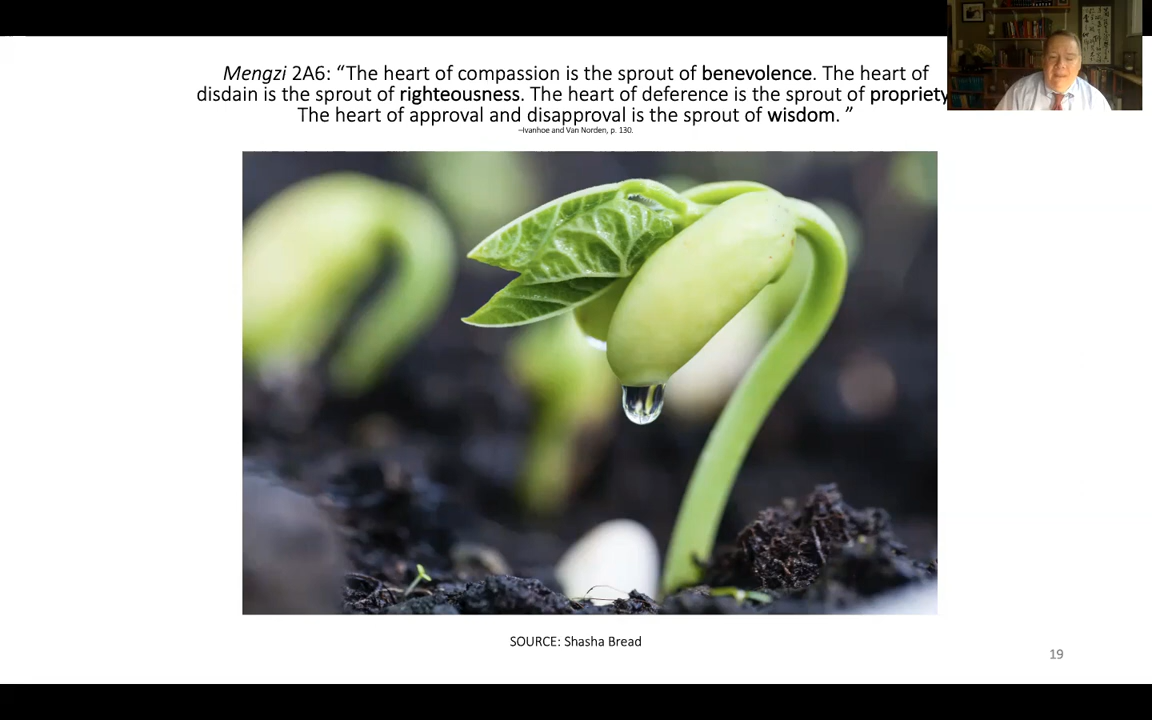 Mengzi 2A6: “The heart of compassion is the sprout of benevolence. The heart of
disdain is the sprout of righteousness. The heart of deference is the sprout of propriety
The heart of approval and disapproval is the sprout of wisdom. ”
–Ivanhoe and Van Norden, p. 130.
SOURCE: Shasha Bread
19